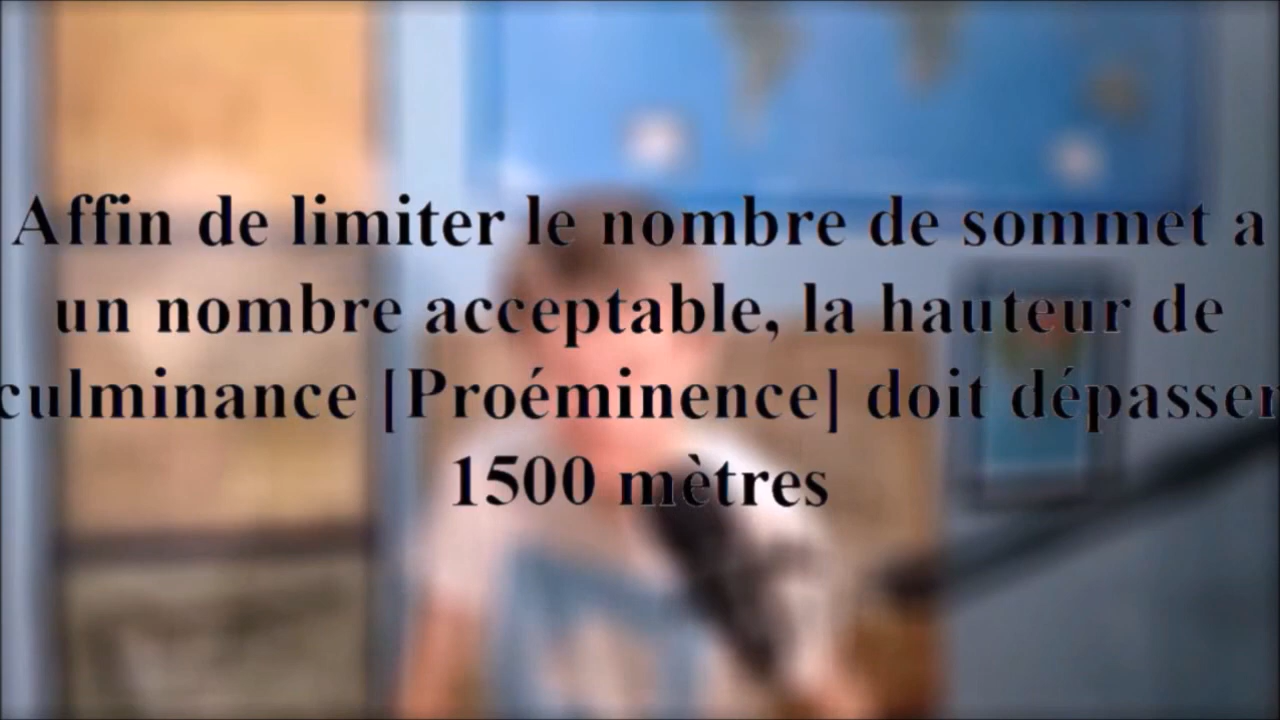 Affin de limiter le nombre de sommet a
un nombre acceptable, la hauteur de
culminance [Proéminence] doit dépasser
1500 mètres